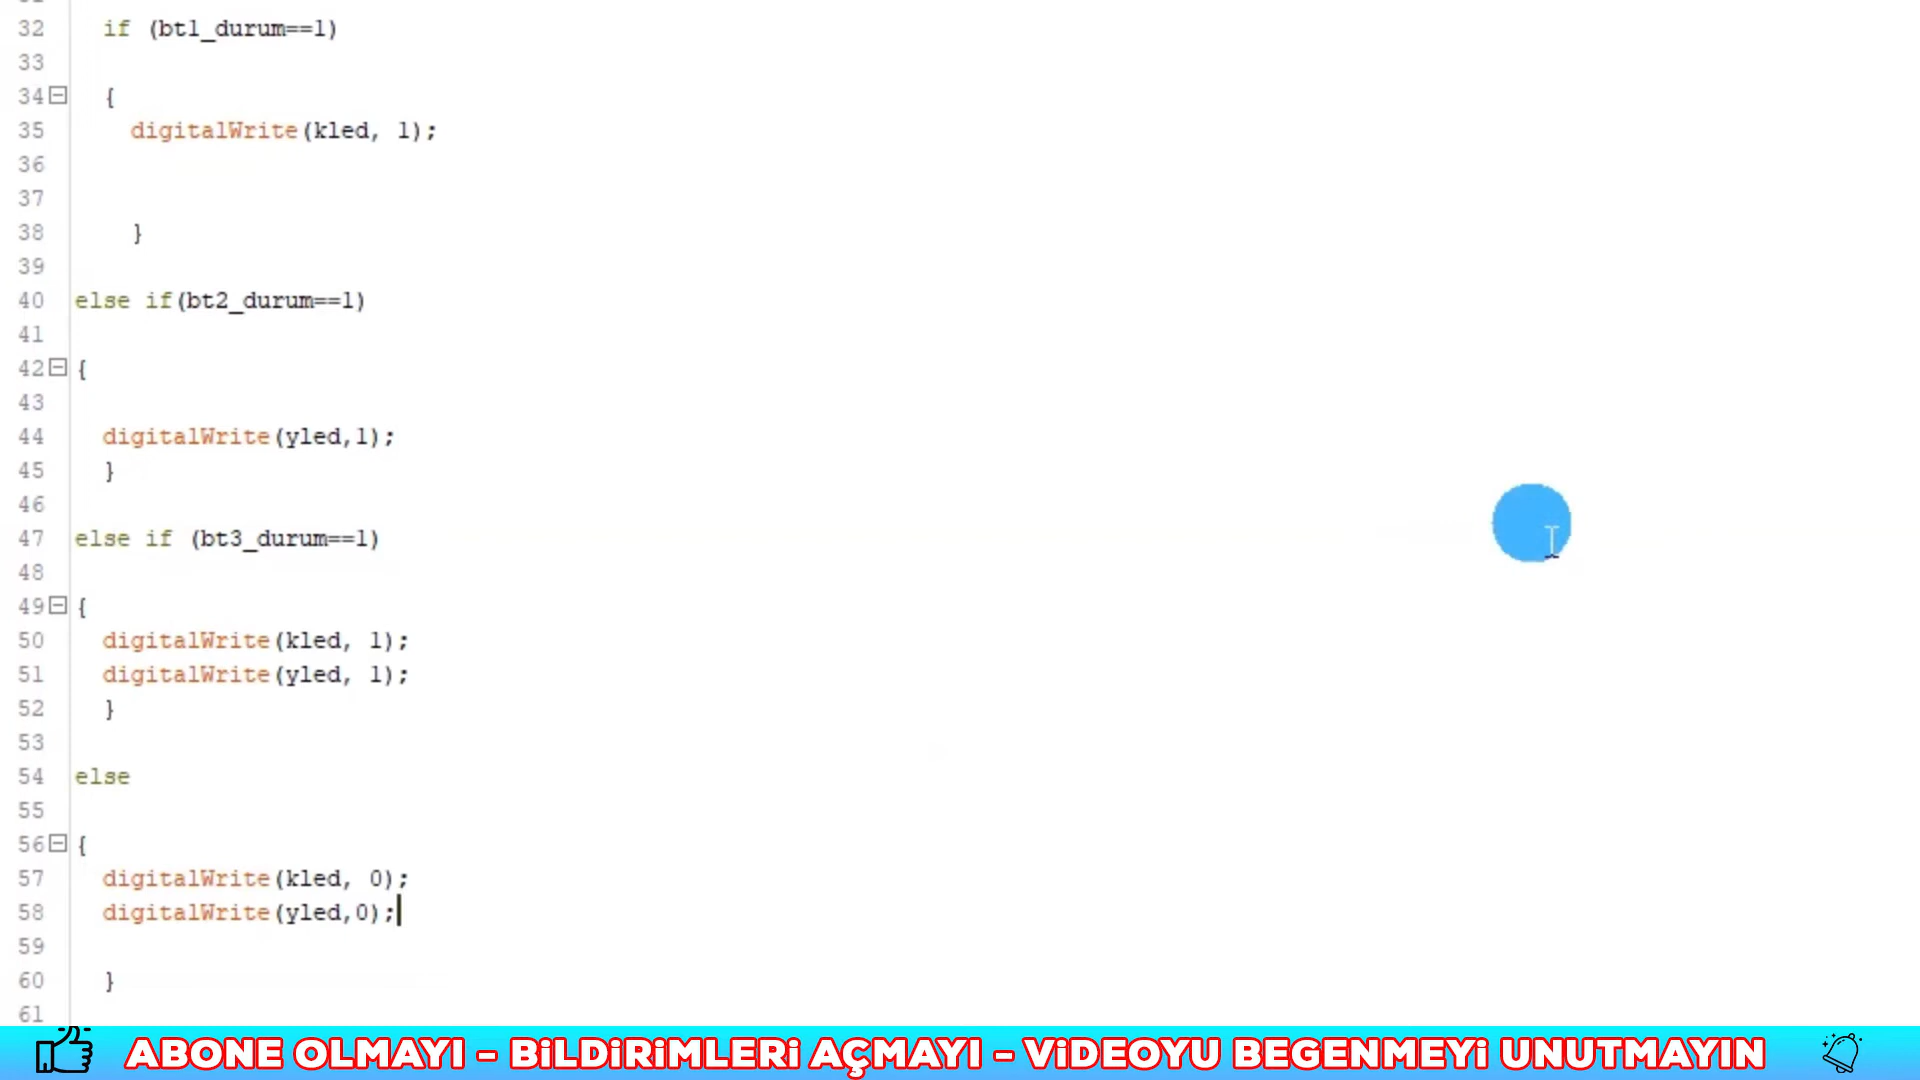 32 if (bt1_durum==1)
33
34 {
35 digitalWrite(kled, 1);
36
37
38 }
39
40 else if(bt2_durum==1)
41
42 {
43
44 digitalWrite(yled,1);
45 }
46
47 else if (bt3_durum==1)
48
49 {
50 digitalWrite(kled, 1);
51 digitalWrite(yled, 1);
52 }
53
54 else
55
56 {
57 digitalWrite(kled, 0);
58 digitalWrite(yled,0);
59
60 }
61
ABONE OLMAYI - BiLDiRiMLERi AÇMAYI - ViDEOYU BEGENMEYi UNUTMAYIN